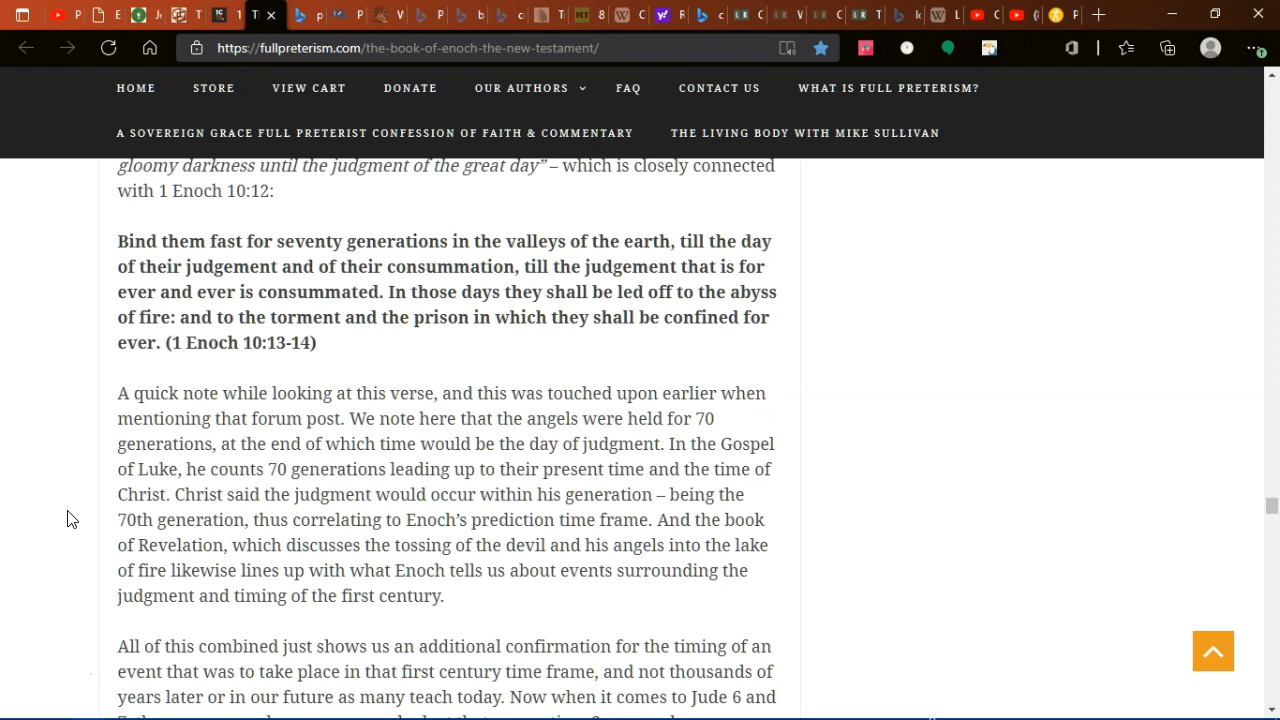 https://fullpreterism.com/the-book-of-enoch-the-new-testament/
HOME STORE VIEW CART DONATE OUR AUTHORS FAQ CONTACT US WHAT IS FULL PRETERISM?
A SOVEREIGN GRACE FULL PRETERIST CONFESSION OF FAITH & COMMENTARY THE LIVING BODY WITH MIKE SULLIVAN
gloomy darkness until the judgment of the great day” – which is closely connected
with 1 Enoch 10:12:
Bind them fast for seventy generations in the valleys of the earth, till the day
of their judgement and of their consummation, till the judgement that is for
ever and ever is consummated. In those days they shall be led off to the abyss
of fire: and to the torment and the prison in which they shall be confined for
ever. (1 Enoch 10:13-14)
A quick note while looking at this verse, and this was touched upon earlier when
mentioning that forum post. We note here that the angels were held for 70
generations, at the end of which time would be the day of judgment. In the Gospel
of Luke, he counts 70 generations leading up to their present time and the time of
Christ. Christ said the judgment would occur within his generation – being the
70th generation, thus correlating to Enoch’s prediction time frame. And the book
of Revelation, which discusses the tossing of the devil and his angels into the lake
of fire likewise lines up with what Enoch tells us about events surrounding the
judgment and timing of the first century.
All of this combined just shows us an additional confirmation for the timing of an
event that was to take place in that first century time frame, and not thousands of
years later or in our future as many teach today. Now when it comes to Jude 6 and